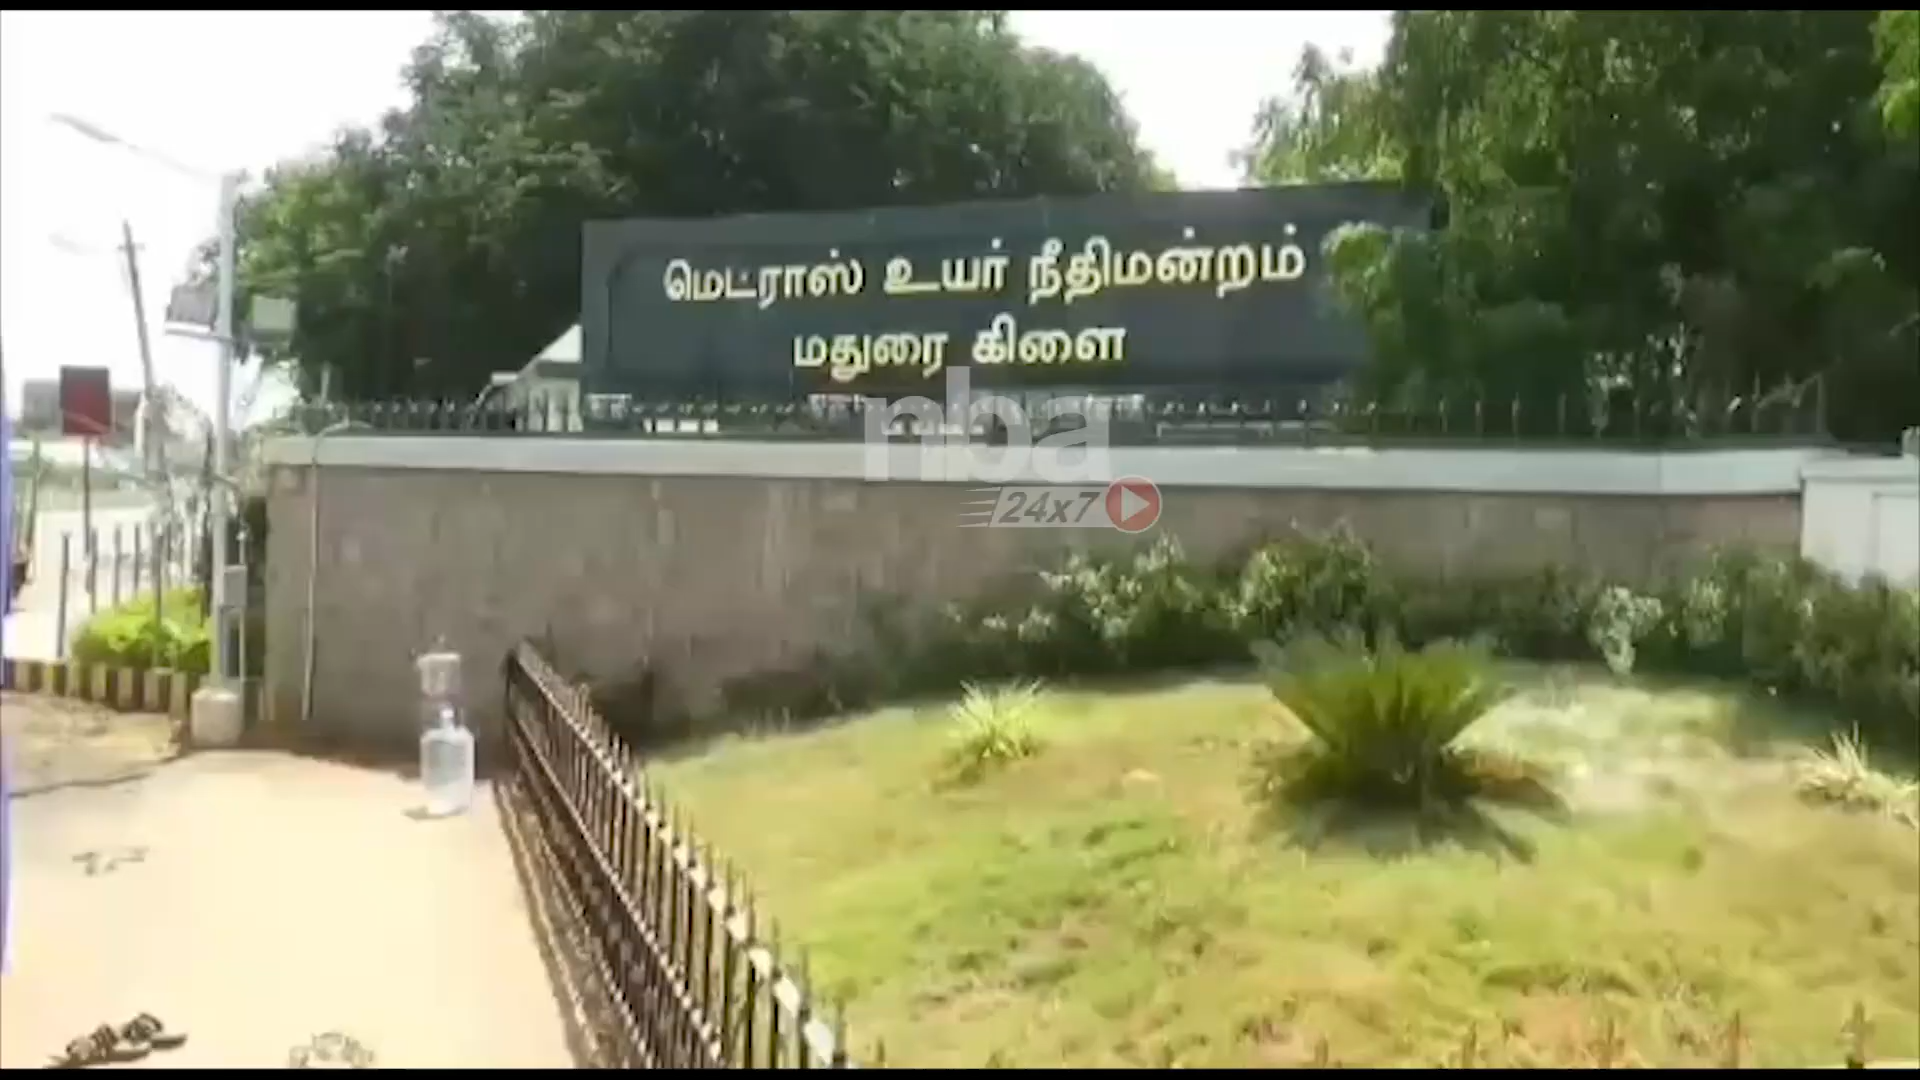 மெட்ராஸ் உயர் நீதிமன்றம்
மதுரை கிளை
nba
24x7